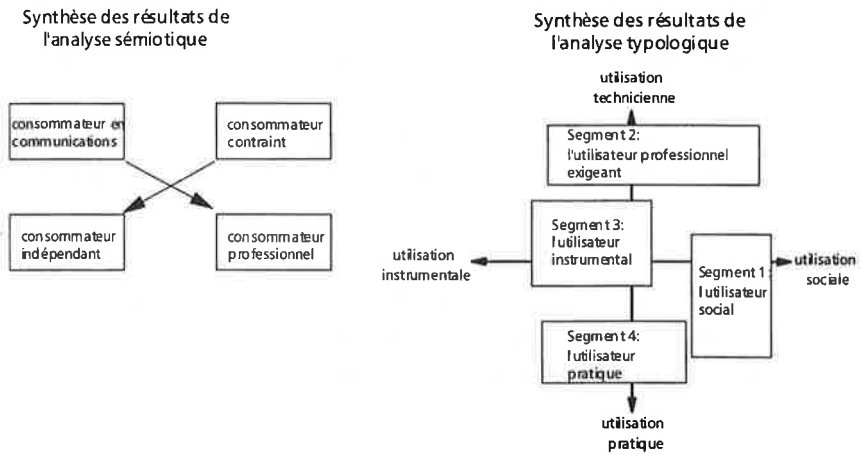 Synthèse des résultats de
l'analyse sémiotique
consommateur en
communications
consommateur
contraint
consommateur
indépendant
consommateur
professionnel
Synthèse des résultats de
l'analyse typologique
utilisation
technicienne
Segment 2:
l'utilisateur professionnel
exigeant
Segment 3:
l'utilisateur
instrumental
utilisation
instrumentale
Segment 1:
l'utilisateur
social
utilisation
sociale
Segment 4:
l'utilisateur
pratique
utilisation
pratique